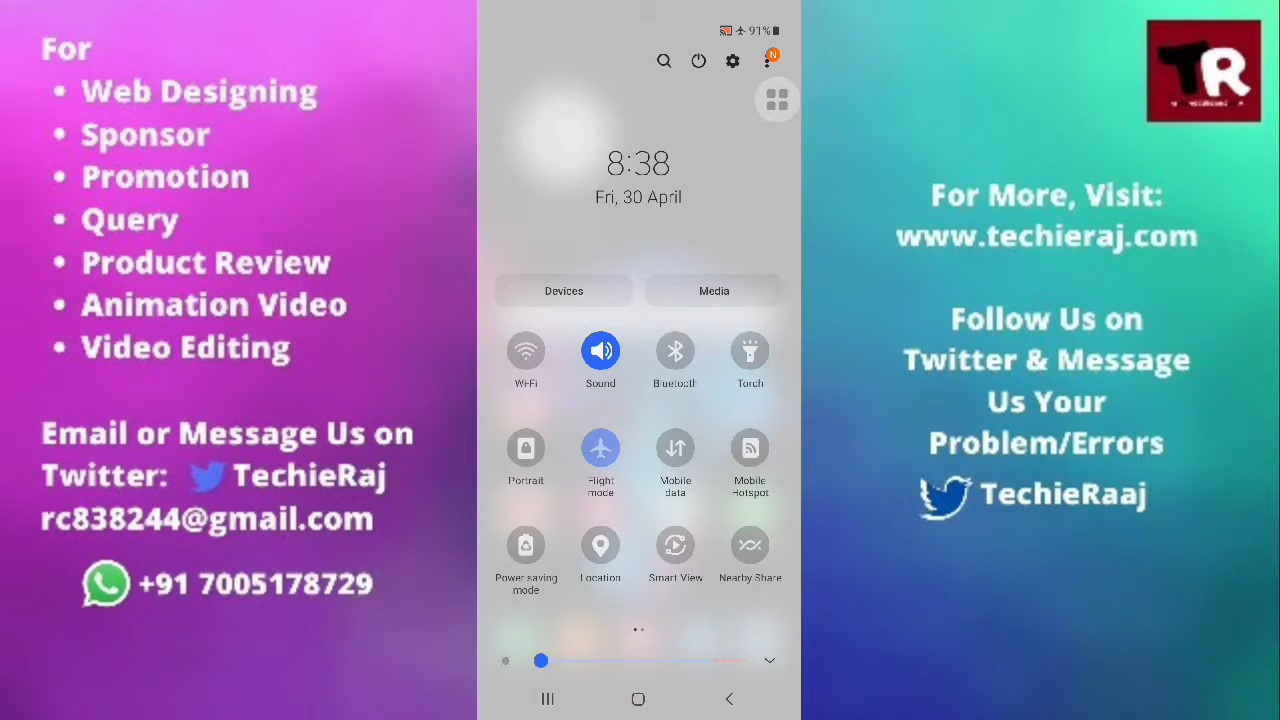 For
• Web Designing
• Sponsor
• Promotion
• Query
• Product Review
• Animation Video
• Video Editing
Email or Message Us on
Twitter: TechieRaj
rc838244@gmail.com
+91 7005178729
91%
N
8:38
Fri, 30 April
Devices Media
Wi-Fi Sound Bluetooth Torch
Portrait Flight mode Mobile data Mobile Hotspot
Power saving mode Location Smart View Nearby Share
TR
For More, Visit:
www.techieraj.com
Follow Us on
Twitter & Message
Us Your
Problem/Errors
TechieRaaj